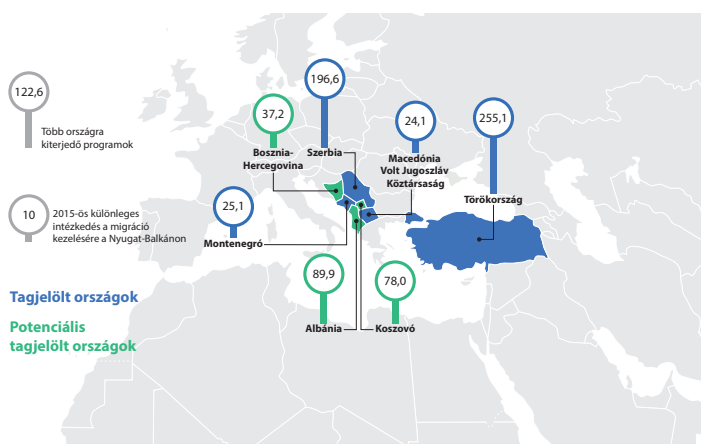 122,6
Több országra
kiterjedő programok
10
2015-ös különleges
intézkedés a migráció
kezelésére a Nyugat-Balkánon
37,2
Bosznia-
Hercegovina
196,6
Szerbia
24,1
Macedónia
Volt Jugoszláv
Köztársaság
255,1
Törökország
25,1
Montenegró
89,9
Albánia
78,0
Koszovó
Tagjelölt országok
Potenciális
tagjelölt országok